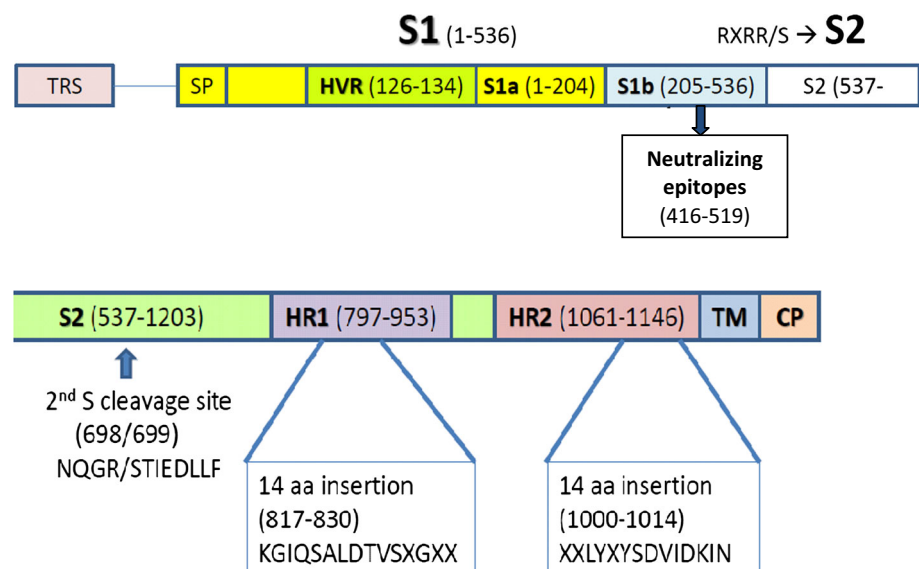 S1 (1-536)
RXRR/S → S2
TRS
SP
HVR (126-134)
S1a (1-204)
S1b (205-536)
S2 (537-
Neutralizing
epitopes
(416-519)
S2 (537-1203)
HR1 (797-953)
HR2 (1061-1146)
TM
CP
2nd S cleavage site
(698/699)
NQGR/STIEDLLF
14 aa insertion
(817-830)
KGIQSALDTVSXGXX
14 aa insertion
(1000-1014)
XXLYXYSDVIDKIN